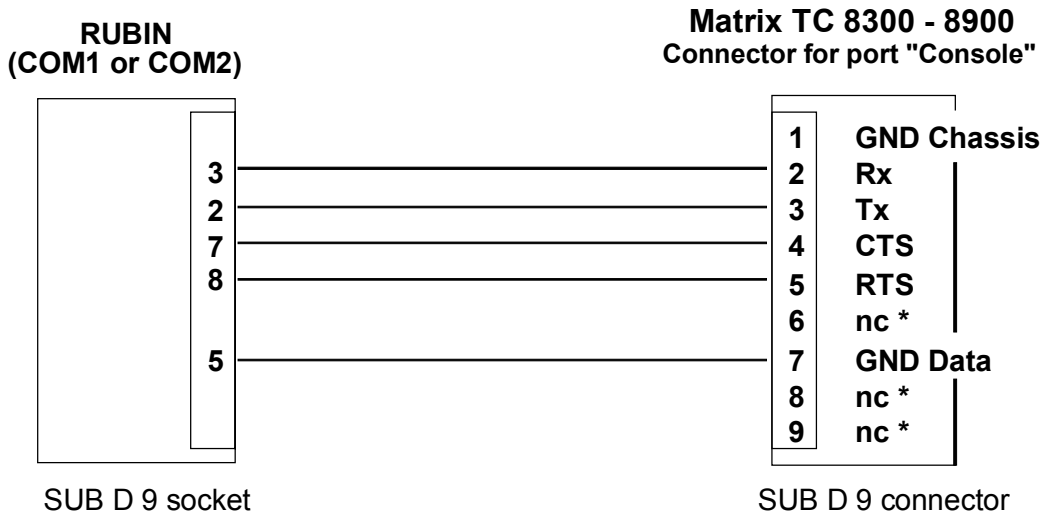 RUBIN
(COM1 or COM2)
Matrix TC 8300 - 8900
Connector for port "Console"
1 GND Chassis
3 2 Rx
2 3 Tx
7 4 CTS
8 5 RTS
6 nc *
5 7 GND Data
8 nc *
9 nc *
SUB D 9 socket
SUB D 9 connector